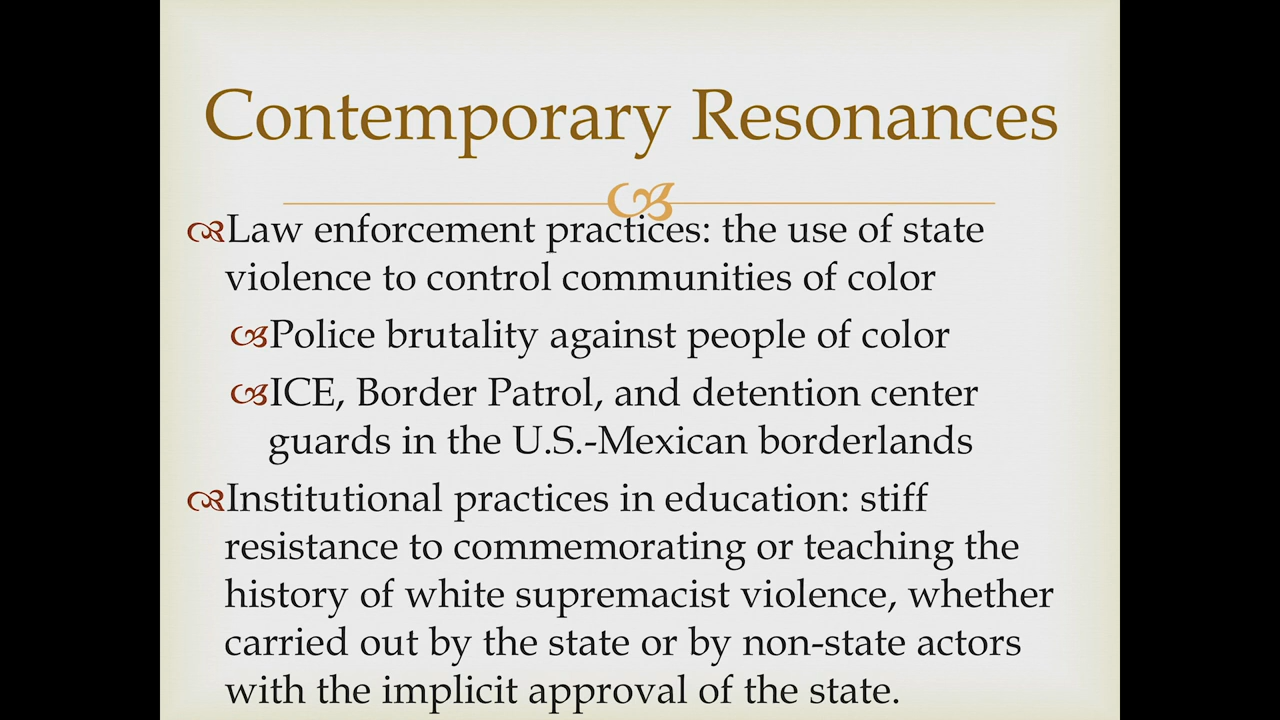 Contemporary Resonances
Law enforcement practices: the use of state
violence to control communities of color
Police brutality against people of color
ICE, Border Patrol, and detention center
guards in the U.S.-Mexican borderlands
Institutional practices in education: stiff
resistance to commemorating or teaching the
history of white supremacist violence, whether
carried out by the state or by non-state actors
with the implicit approval of the state.